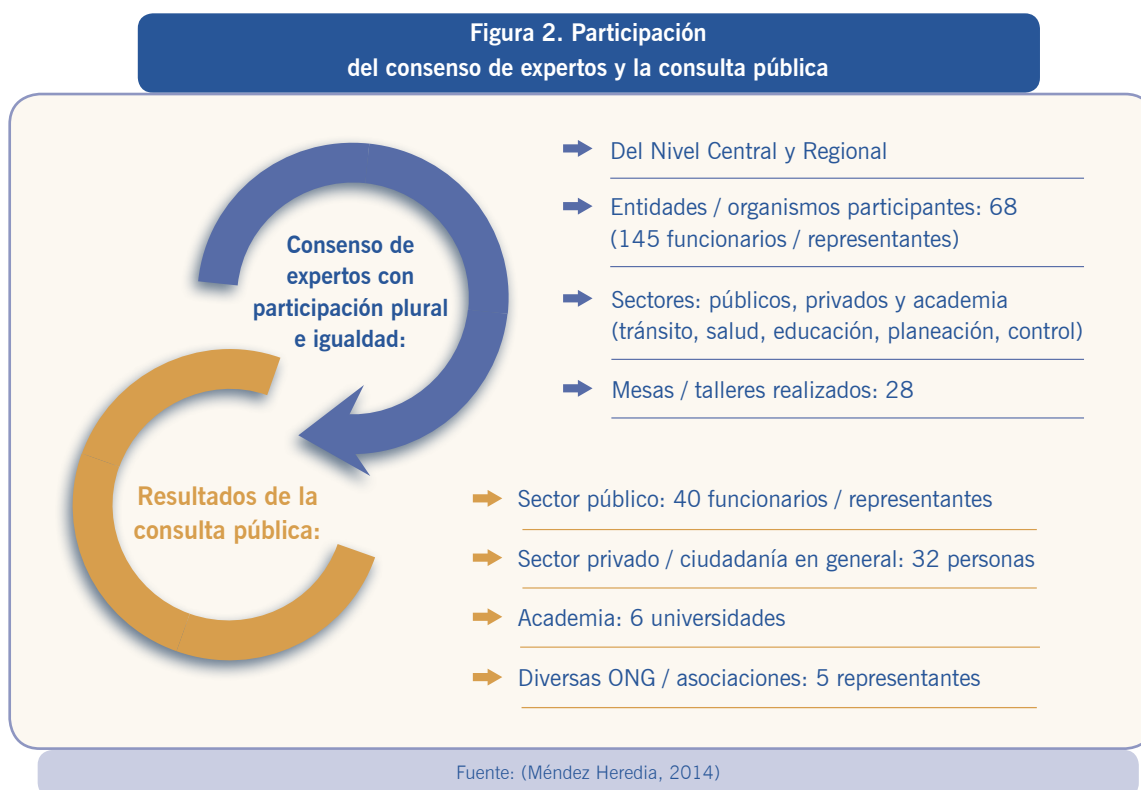 Figura 2. Participación
del consenso de expertos y la consulta pública
Consenso de
expertos con
participación plural
e igualdad:
Del Nivel Central y Regional
Entidades / organismos participantes: 68
(145 funcionarios / representantes)
Sectores: públicos, privados y academia
(tránsito, salud, educación, planeación, control)
Mesas / talleres realizados: 28
Resultados de la
consulta pública:
Sector público: 40 funcionarios / representantes
Sector privado / ciudadanía en general: 32 personas
Academia: 6 universidades
Diversas ONG / asociaciones: 5 representantes
Fuente: (Méndez Heredia, 2014)